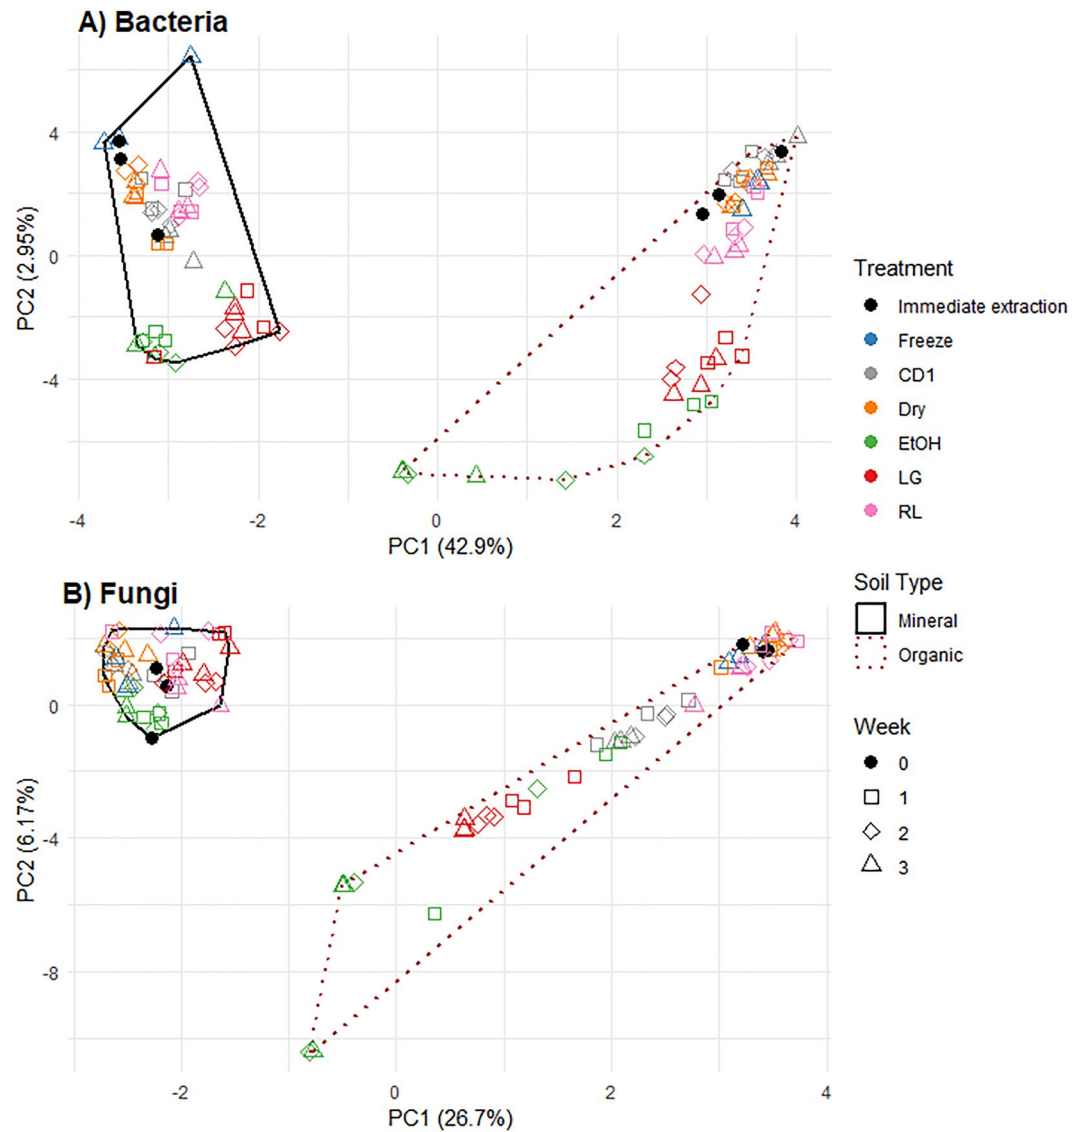 A) Bacteria
4
0
-4
PC2 (2.95%)
-4
-2
0
2
4
PC1 (42.9%)
B) Fungi
0
-4
-8
PC2 (6.17%)
-2
0
2
4
PC1 (26.7%)
Treatment
Immediate extraction
Freeze
CD1
Dry
EtOH
LG
RL
Soil Type
Mineral
Organic
Week
0
1
2
3